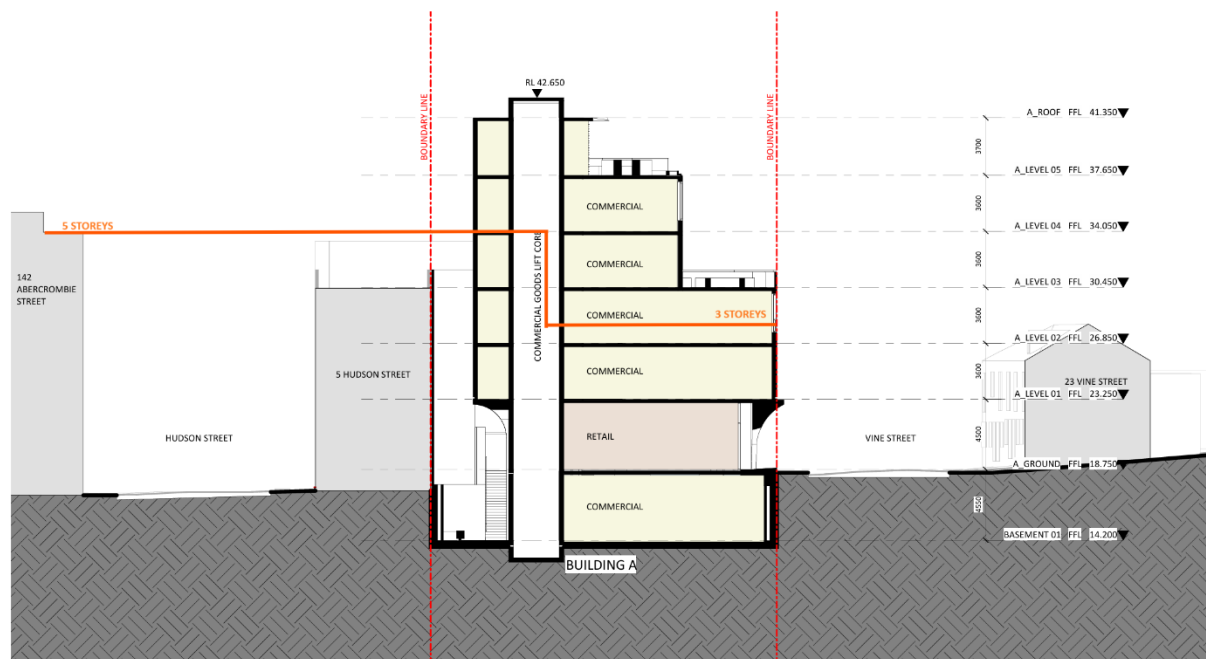 RL 42.650
BOUNDARY LINE
BOUNDARY LINE
A_ROOF FFL 41.350
3700
A_LEVEL 05 FFL 37.650
3600
COMMERCIAL
5 STOREYS
A_LEVEL 04 FFL 34.050
3600
COMMERCIAL
142
ABERCROMBIE
STREET
A_LEVEL 03 FFL 30.450
3600
COMMERCIAL GOODS LIFT CORE
COMMERCIAL
3 STOREYS
A_LEVEL 02 FFL 26.850
3600
5 HUDSON STREET
COMMERCIAL
23 VINE STREET
A_LEVEL 01 FFL 23.250
4500
HUDSON STREET
RETAIL
VINE STREET
A_GROUND FFL 18.750
4550
COMMERCIAL
BASEMENT 01 FFL 14.200
BUILDING A